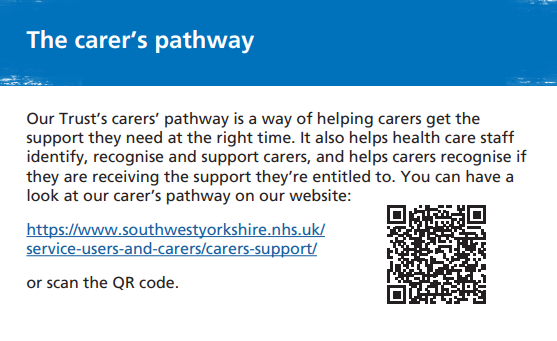 The carer’s pathway
Our Trust’s carers’ pathway is a way of helping carers get the
support they need at the right time. It also helps health care staff
identify, recognise and support carers, and helps carers recognise if
they are receiving the support they’re entitled to. You can have a
look at our carer’s pathway on our website:
https://www.southwestyorkshire.nhs.uk/
service-users-and-carers/carers-support/
or scan the QR code.